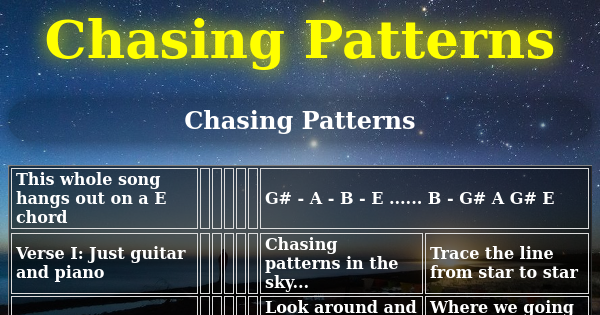 Chasing Patterns
Chasing Patterns
This whole song
hangs out on a E
chord
G# - A - B - E ...... B - G# A G# E
Verse I: Just guitar
and piano
Chasing
patterns in the
sky...
Trace the line
from star to star
Look around and
Where we going